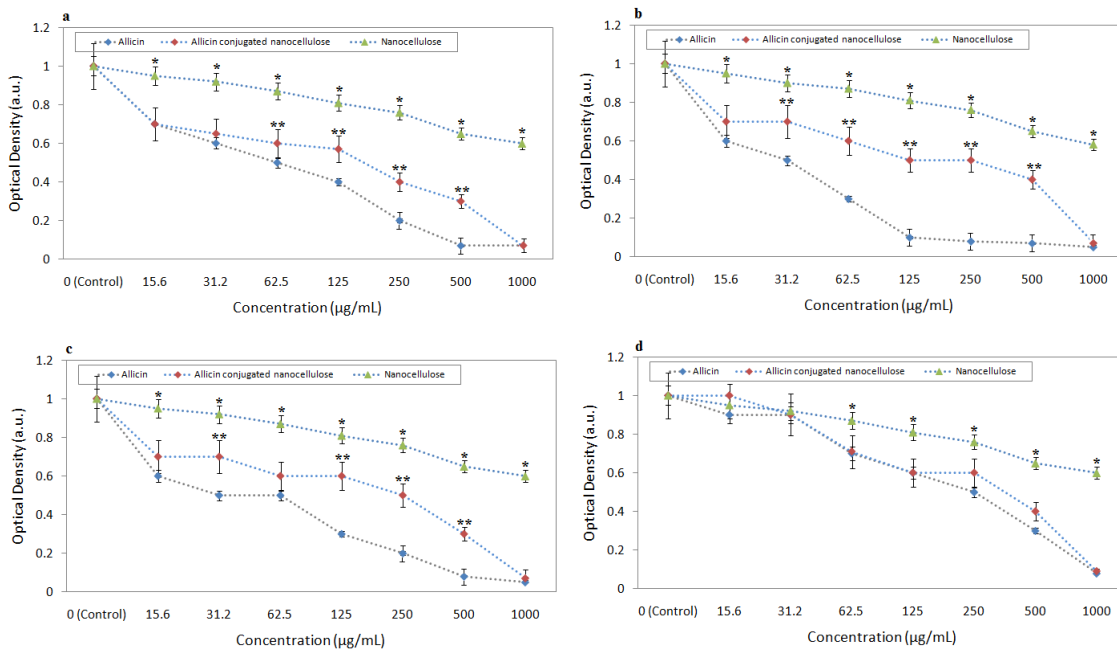 a
1.2
Allicin Allicin conjugated nanocellulose Nanocellulose
1
0.8
0.6
0.4
0.2
0
Optical Density (a.u.)
* * * * * * *
** ** ** **
0 (Control) 15.6 31.2 62.5 125 250 500 1000
Concentration (µg/mL)
b
1.2
Allicin Allicin conjugated nanocellulose Nanocellulose
1
0.8
0.6
0.4
0.2
0
Optical Density (a.u.)
* * * * * * *
** ** ** ** **
0 (Control) 15.6 31.2 62.5 125 250 500 1000
Concentration (µg/mL)
c
1.2
Allicin Allicin conjugated nanocellulose Nanocellulose
1
0.8
0.6
0.4
0.2
0
Optical Density (a.u.)
* * * * * * *
** ** ** **
0 (Control) 15.6 31.2 62.5 125 250 500 1000
Concentration (µg/mL)
d
1.2
Allicin Allicin conjugated nanocellulose Nanocellulose
1
0.8
0.6
0.4
0.2
0
Optical Density (a.u.)
* * * * *
0 (Control) 15.6 31.2 62.5 125 250 500 1000
Concentration (µg/mL)